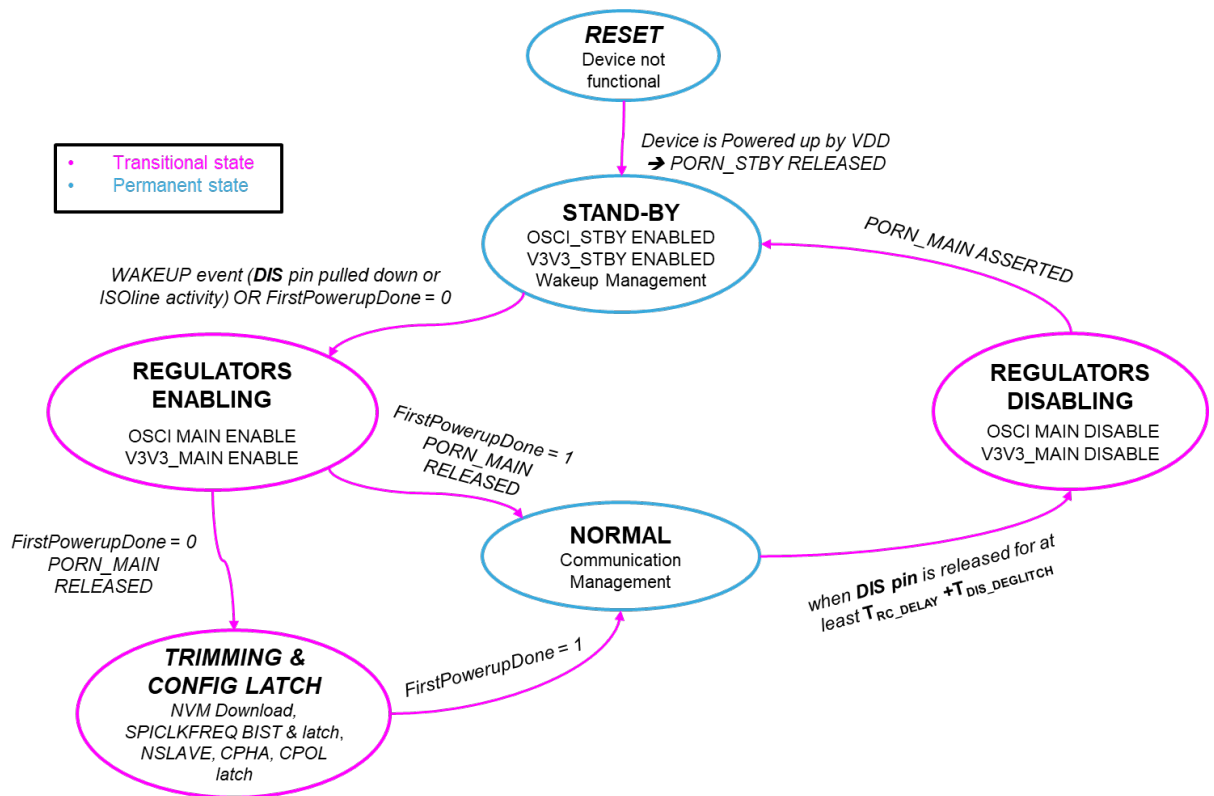 RESET
Device not
functional
Device is Powered up by VDD
➔ PORN_STBY RELEASED
• Transitional state
• Permanent state
STAND-BY
OSCI_STBY ENABLED
V3V3_STBY ENABLED
Wakeup Management
PORN_MAIN ASSERTED
WAKEUP event (DIS pin pulled down or
ISOline activity) OR FirstPowerupDone = 0
REGULATORS
ENABLING
OSCI MAIN ENABLE
V3V3_MAIN ENABLE
REGULATORS
DISABLING
OSCI MAIN DISABLE
V3V3_MAIN DISABLE
FirstPowerupDone = 1
PORN_MAIN
RELEASED
FirstPowerupDone = 0
PORN_MAIN
RELEASED
NORMAL
Communication
Management
when DIS pin is released for at
least TRC_DELAY +TDIS_DEGLITCH
TRIMMING &
CONFIG LATCH
NVM Download,
SPICLKFREQ BIST & latch,
NSLAVE, CPHA, CPOL
latch
FirstPowerupDone = 1